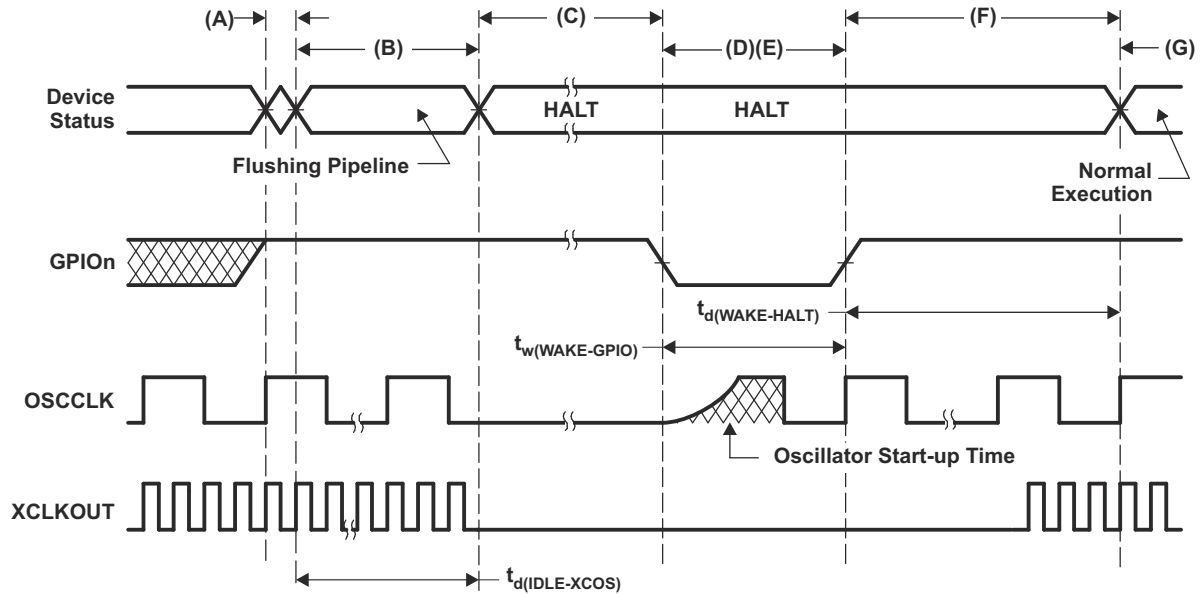 (A)
(B)
(C)
(D)(E)
(F)
(G)
Device
Status
HALT
HALT
Flushing Pipeline
Normal
Execution
GPIOn
td(WAKE-HALT)
tw(WAKE-GPIO)
OSCCLK
Oscillator Start-up Time
XCLKOUT
td(IDLE-XCOS)